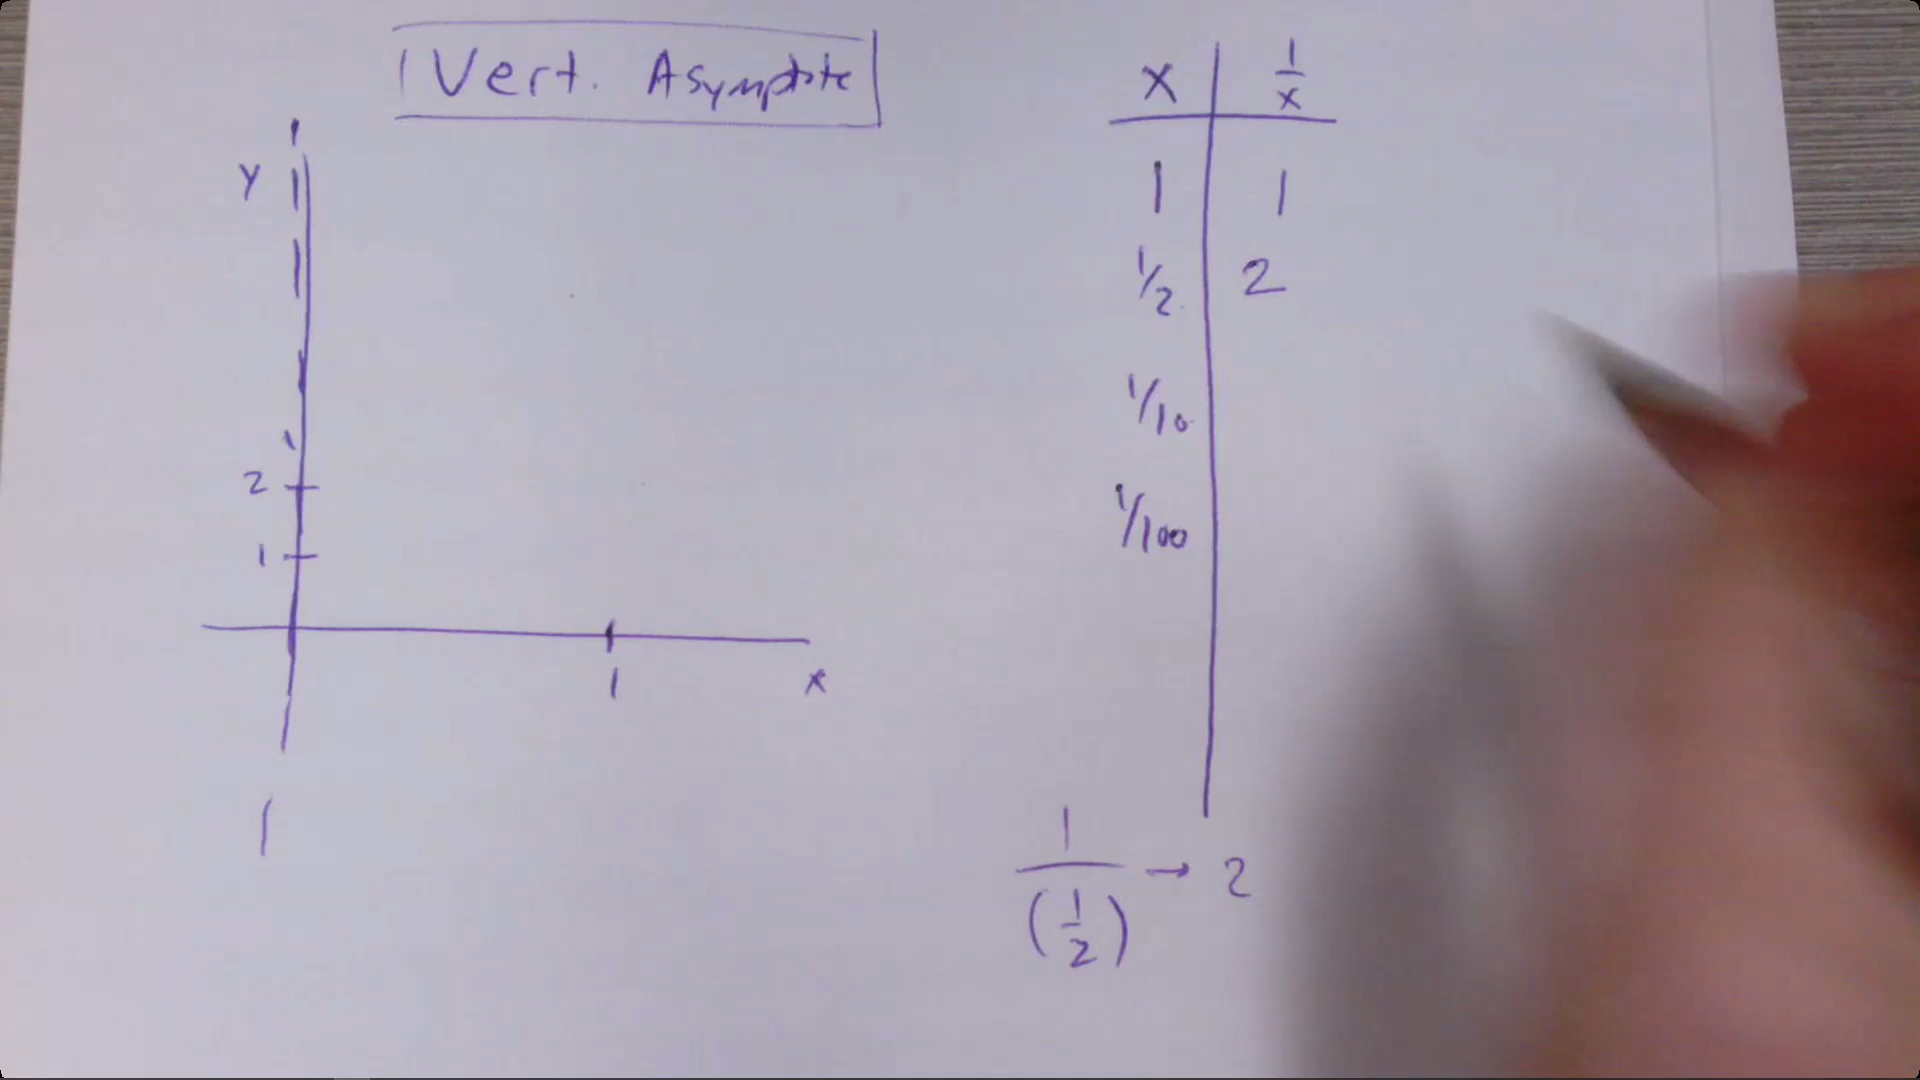 Vert. Asymptote
y
2
1
1
x
x | 1/x
1 | 1
1/2 | 2
1/10
1/100
1/(1/2) → 2